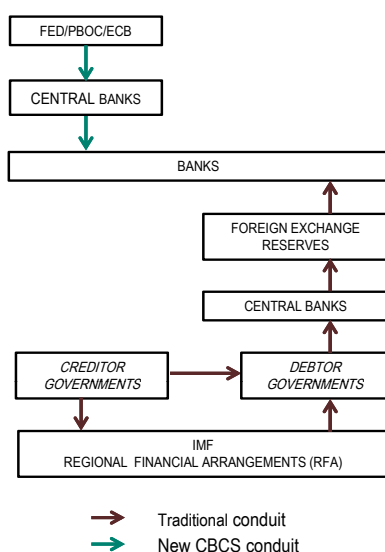 FED/PBOC/ECB
CENTRAL BANKS
BANKS
FOREIGN EXCHANGE
RESERVES
CENTRAL BANKS
CREDITOR
GOVERNMENTS
DEBTOR
GOVERNMENTS
IMF
REGIONAL FINANCIAL ARRANGEMENTS (RFA)
Traditional conduit
New CBCS conduit